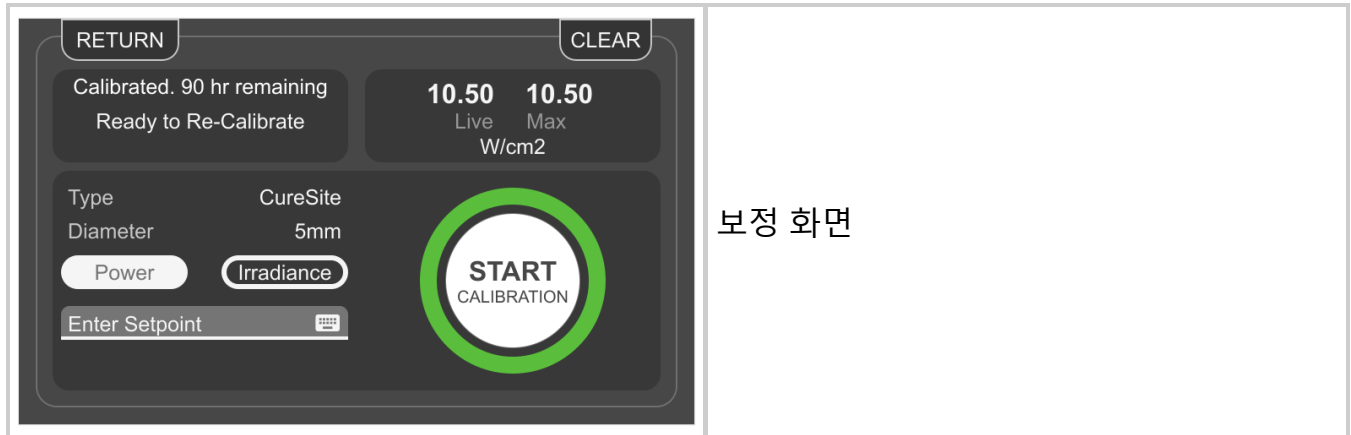 RETURN
CLEAR
Calibrated. 90 hr remaining
Ready to Re-Calibrate
10.50 10.50
Live Max
W/cm2
Type CureSite
Diameter 5mm
Power Irradiance
Enter Setpoint
START
CALIBRATION
보정 화면